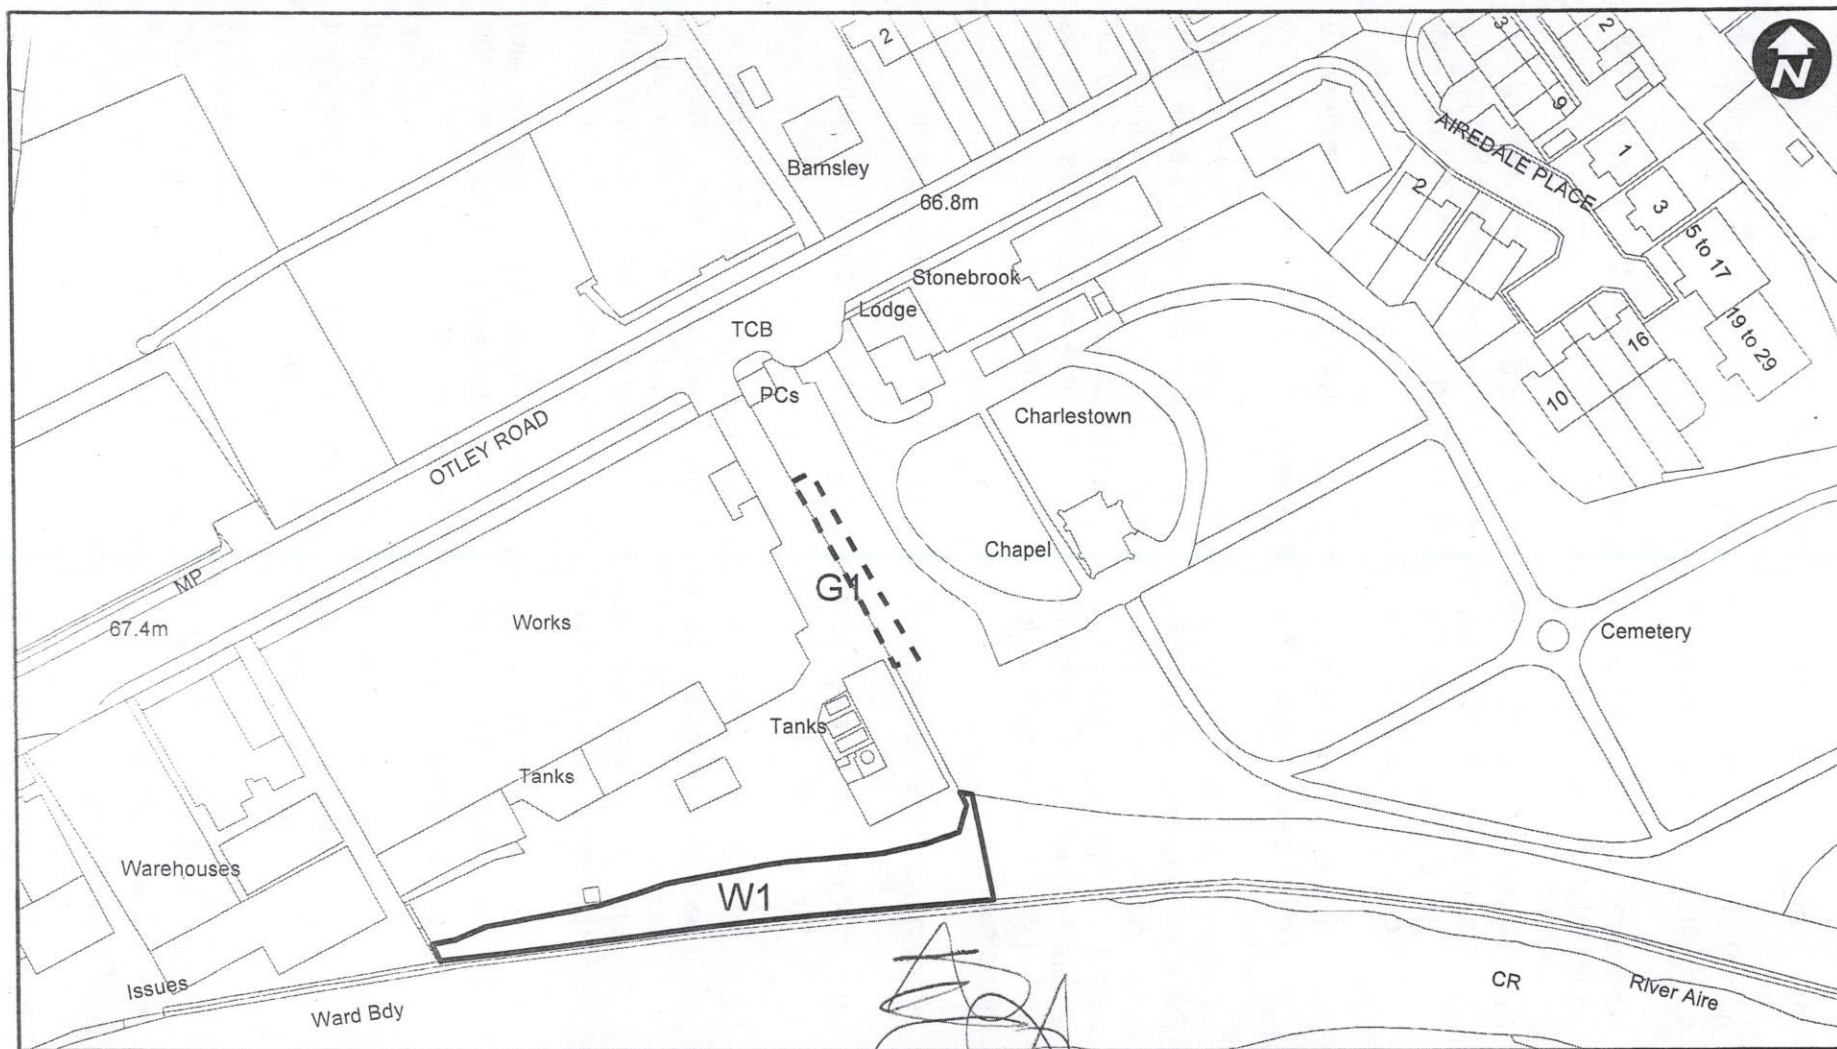 N
2
3
2
9
AIREDALE PLACE
1
3
2
5 to 17
19 to 29
16
10
Barnsley
66.8m
Stonebrook
Lodge
TCB
PCs
Charlestown
OTLEY ROAD
Chapel
MP
G1
67.4m
Works
Cemetery
Tanks
Tanks
Warehouses
W1
Issues
Ward Bdy
CR
River Aire